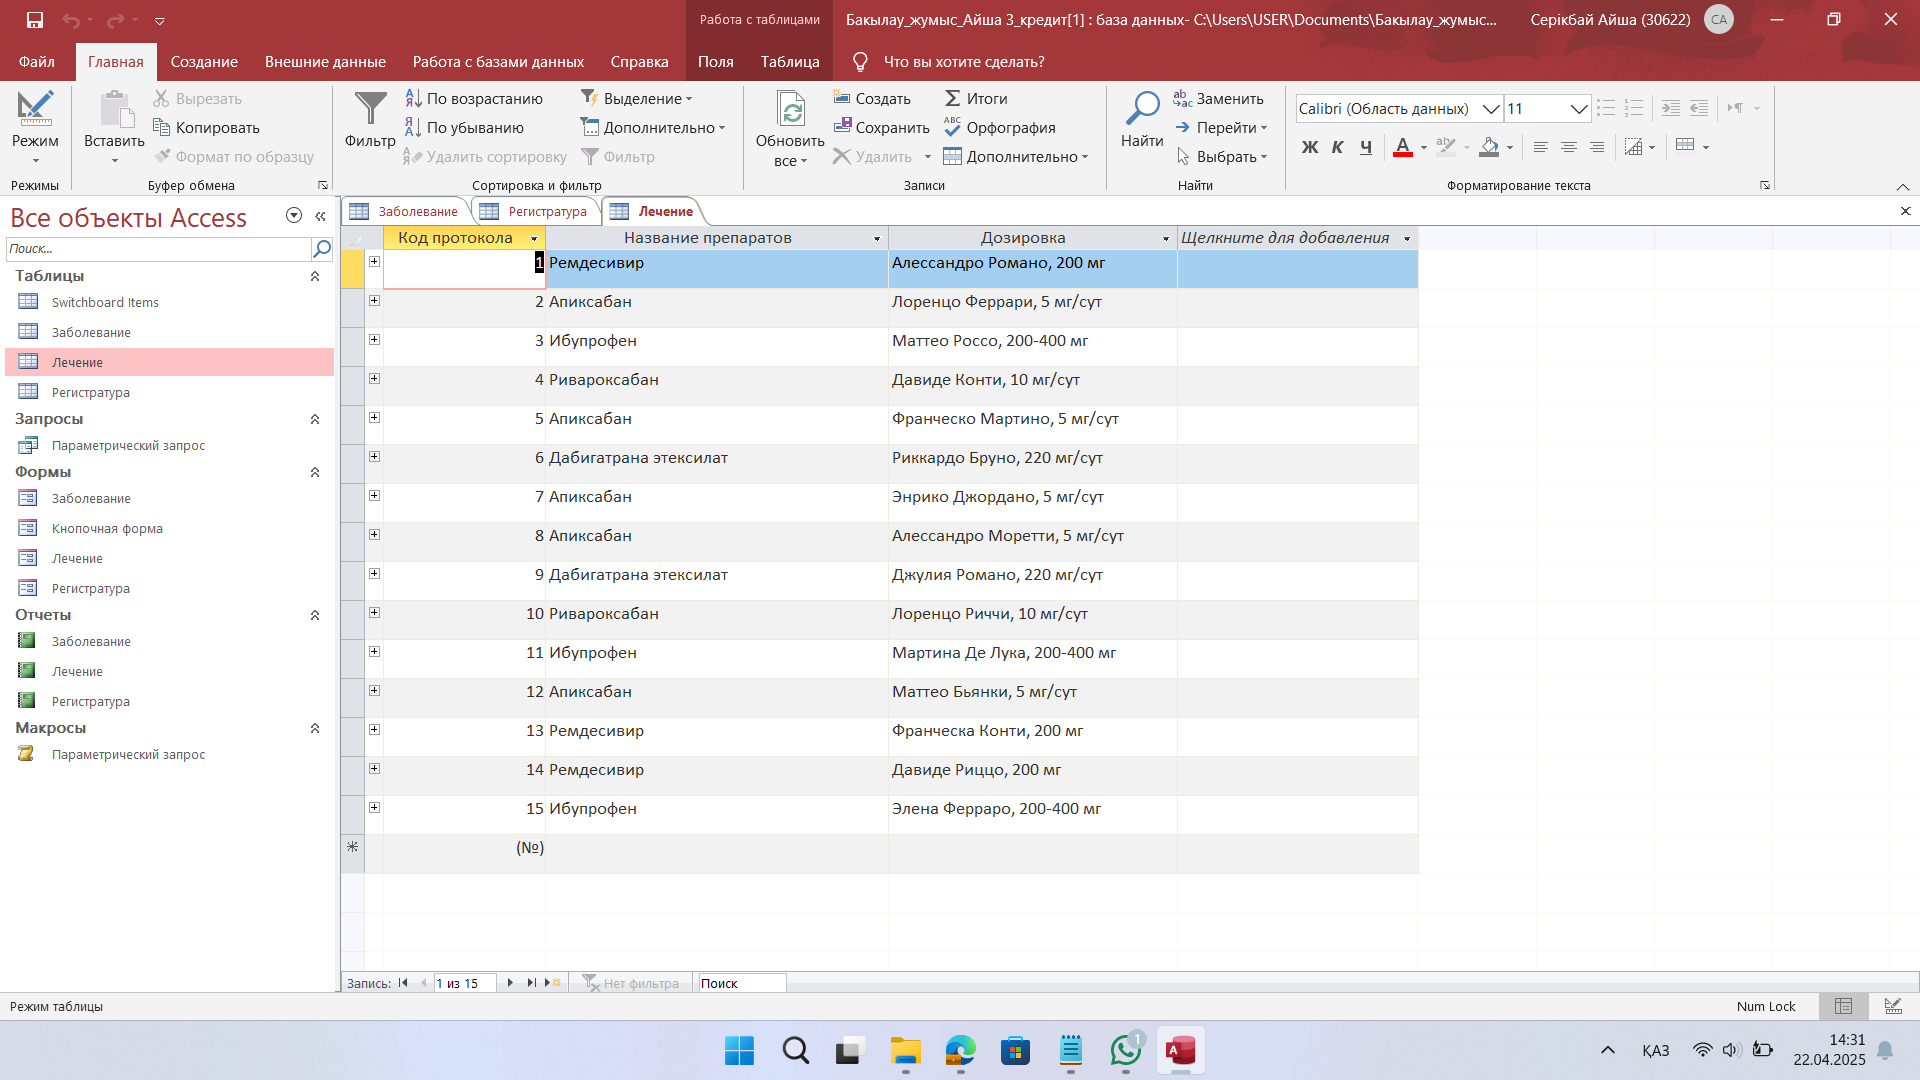 Работа с таблицами
Бакылау_жумыс_Айша 3_кредит[1] : база данных- C:\Users\USER\Documents\Бакылау_жумыс...
Серікбай Айша (30622)
СА
Файл
Главная
Создание
Внешние данные
Работа с базами данных
Справка
Поля
Таблица
Что вы хотите сделать?
Режим
Режимы
Вставить
Вырезать
Копировать
Формат по образцу
Буфер обмена
Фильтр
По возрастанию
По убыванию
Удалить сортировку
Выделение
Дополнительно
Фильтр
Сортировка и фильтр
Обновить
все
Создать
Сохранить
Удалить
Итоги
Орфография
Дополнительно
Записи
Найти
Заменить
Перейти
Выбрать
Найти
Calibri (Область данных)
11
Ж К Ч
Форматирование текста
Все объекты Access
Поиск...
Таблицы
Switchboard Items
Заболевание
Лечение
Регистратура
Запросы
Параметрический запрос
Формы
Заболевание
Кнопочная форма
Лечение
Регистратура
Отчеты
Заболевание
Лечение
Регистратура
Макросы
Параметрический запрос
Заболевание
Регистратура
Лечение
Код протокола Название препаратов Дозировка Щелкните для добавления
1 Ремдесивир Алессандро Романо, 200 мг
2 Апиксабан Лоренцо Феррари, 5 мг/сут
3 Ибупрофен Маттео Россо, 200-400 мг
4 Ривароксабан Давиде Конти, 10 мг/сут
5 Апиксабан Франческо Мартино, 5 мг/сут
6 Дабигатрана этексилат Риккардо Бруно, 220 мг/сут
7 Апиксабан Энрико Джордано, 5 мг/сут
8 Апиксабан Алессандро Моретти, 5 мг/сут
9 Дабигатрана этексилат Джулия Романо, 220 мг/сут
10 Ривароксабан Лоренцо Риччи, 10 мг/сут
11 Ибупрофен Мартина Де Лука, 200-400 мг
12 Апиксабан Маттео Бьянки, 5 мг/сут
13 Ремдесивир Франческа Конти, 200 мг
14 Ремдесивир Давиде Риццо, 200 мг
15 Ибупрофен Элена Ферраро, 200-400 мг
(№)
Запись: 1 из 15 Нет фильтра Поиск
Режим таблицы
Num Lock
1
ҚАЗ
14:31
22.04.2025